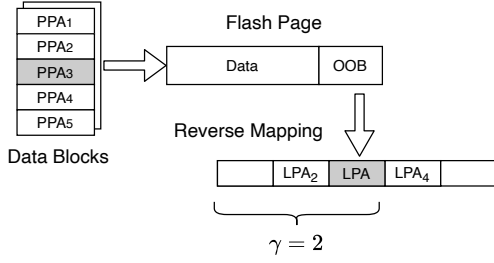 PPA1
PPA2
PPA3
PPA4
PPA5
Data Blocks
Flash Page
Data OOB
Reverse Mapping
LPA₂ LPA LPA₄
γ = 2